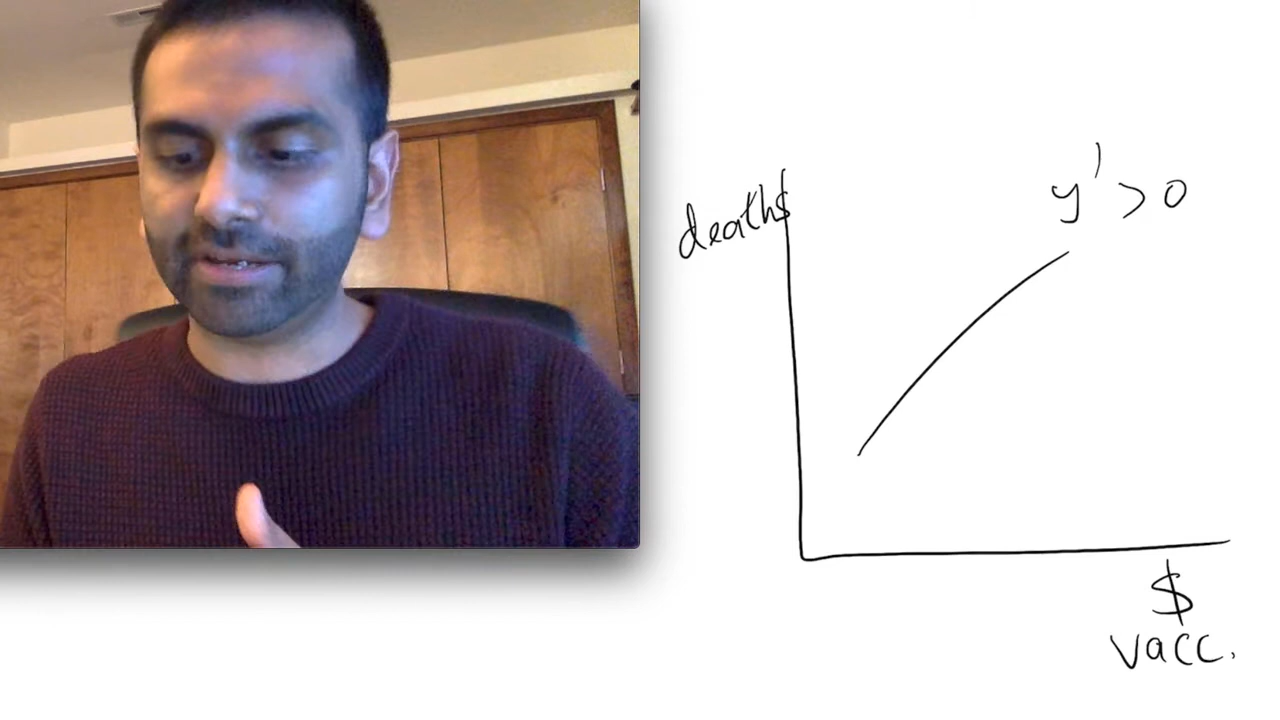 deaths
y' > 0
$
vacc.